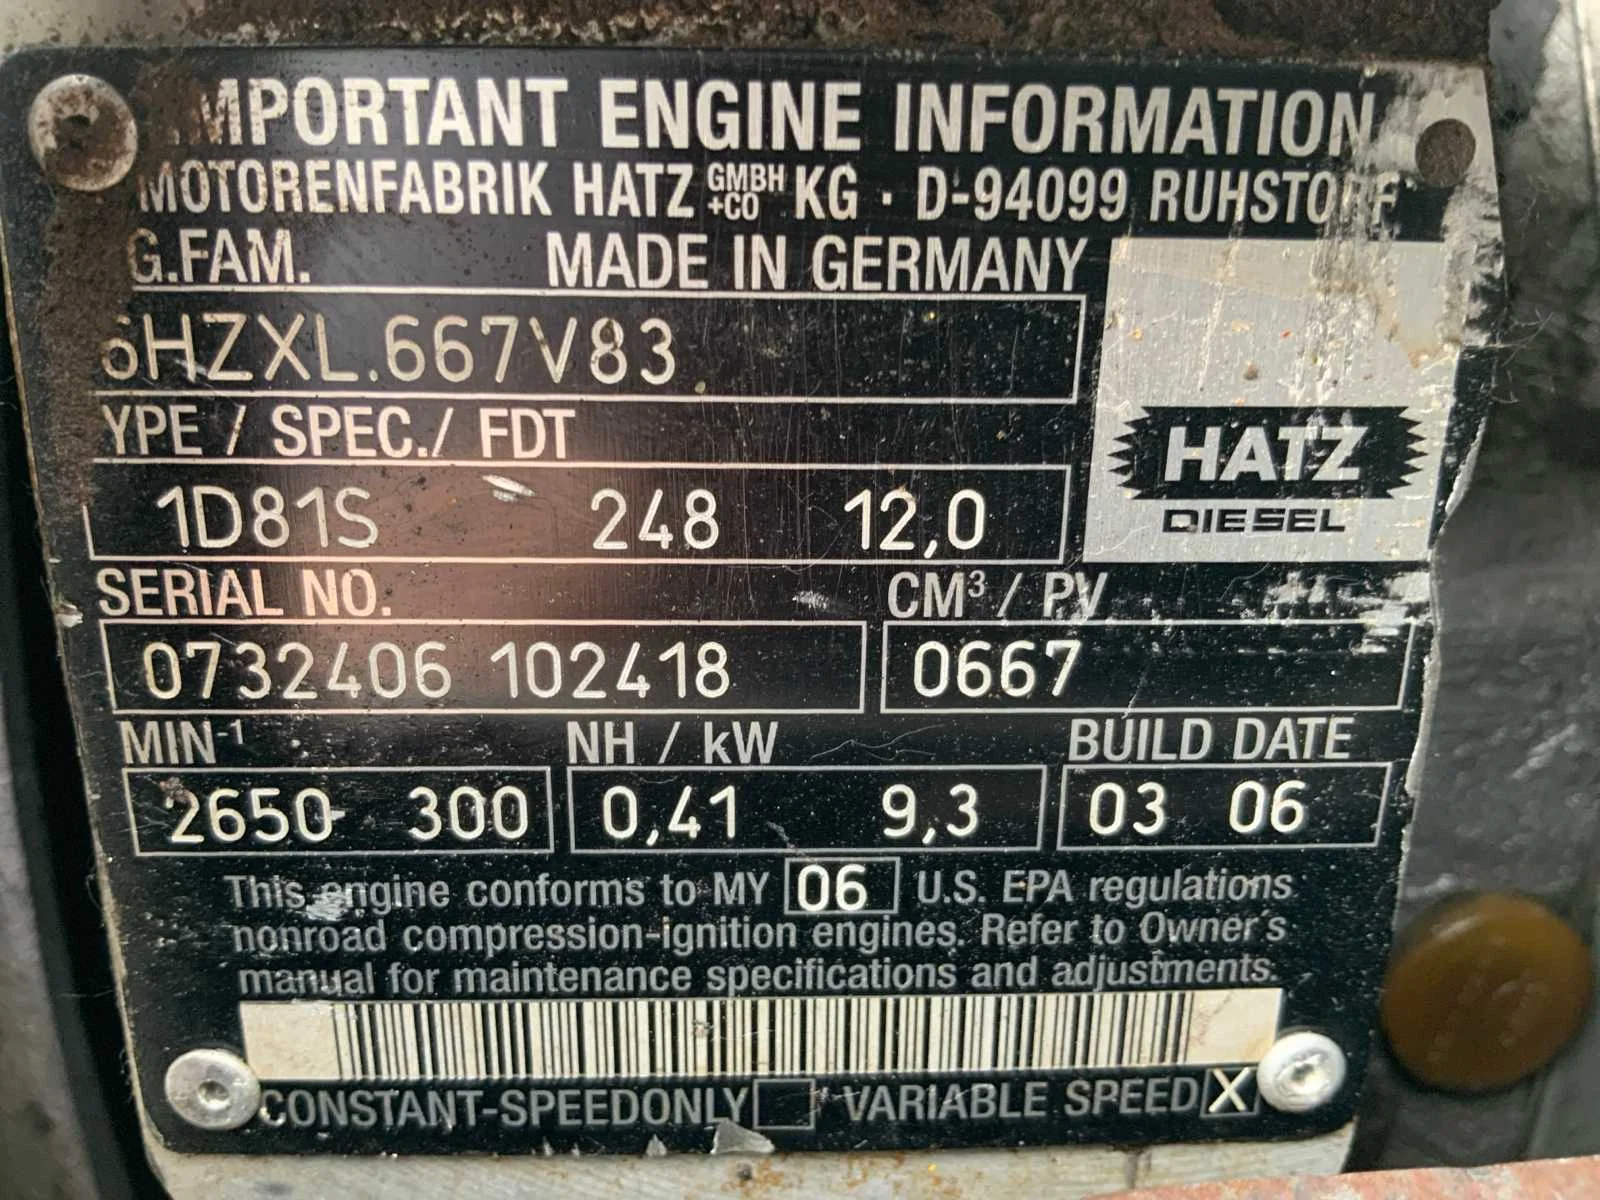 IMPORTANT ENGINE INFORMATION
MOTORENFABRIK HATZ GMBH +CO KG · D-94099 RUHSTORF
G.FAM. MADE IN GERMANY
6HZXL.667V83
YPE / SPEC./ FDT
1D81S 248 12,0
HATZ
DIESEL
SERIAL NO. CM³ / PV
0732406 102418 0667
MIN-1 NH / kW BUILD DATE
2650 300 0,41 9,3 03 06
This engine conforms to MY 06 U.S. EPA regulations
nonroad compression-ignition engines. Refer to Owner´s
manual for maintenance specifications and adjustments.
CONSTANT-SPEEDONLY VARIABLE SPEED X